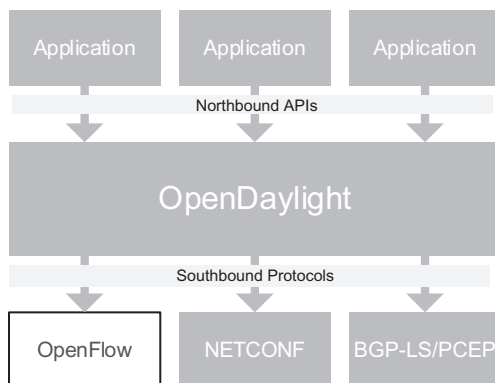 Application
Application
Application
Northbound APIs
OpenDaylight
Southbound Protocols
OpenFlow
NETCONF
BGP-LS/PCEP